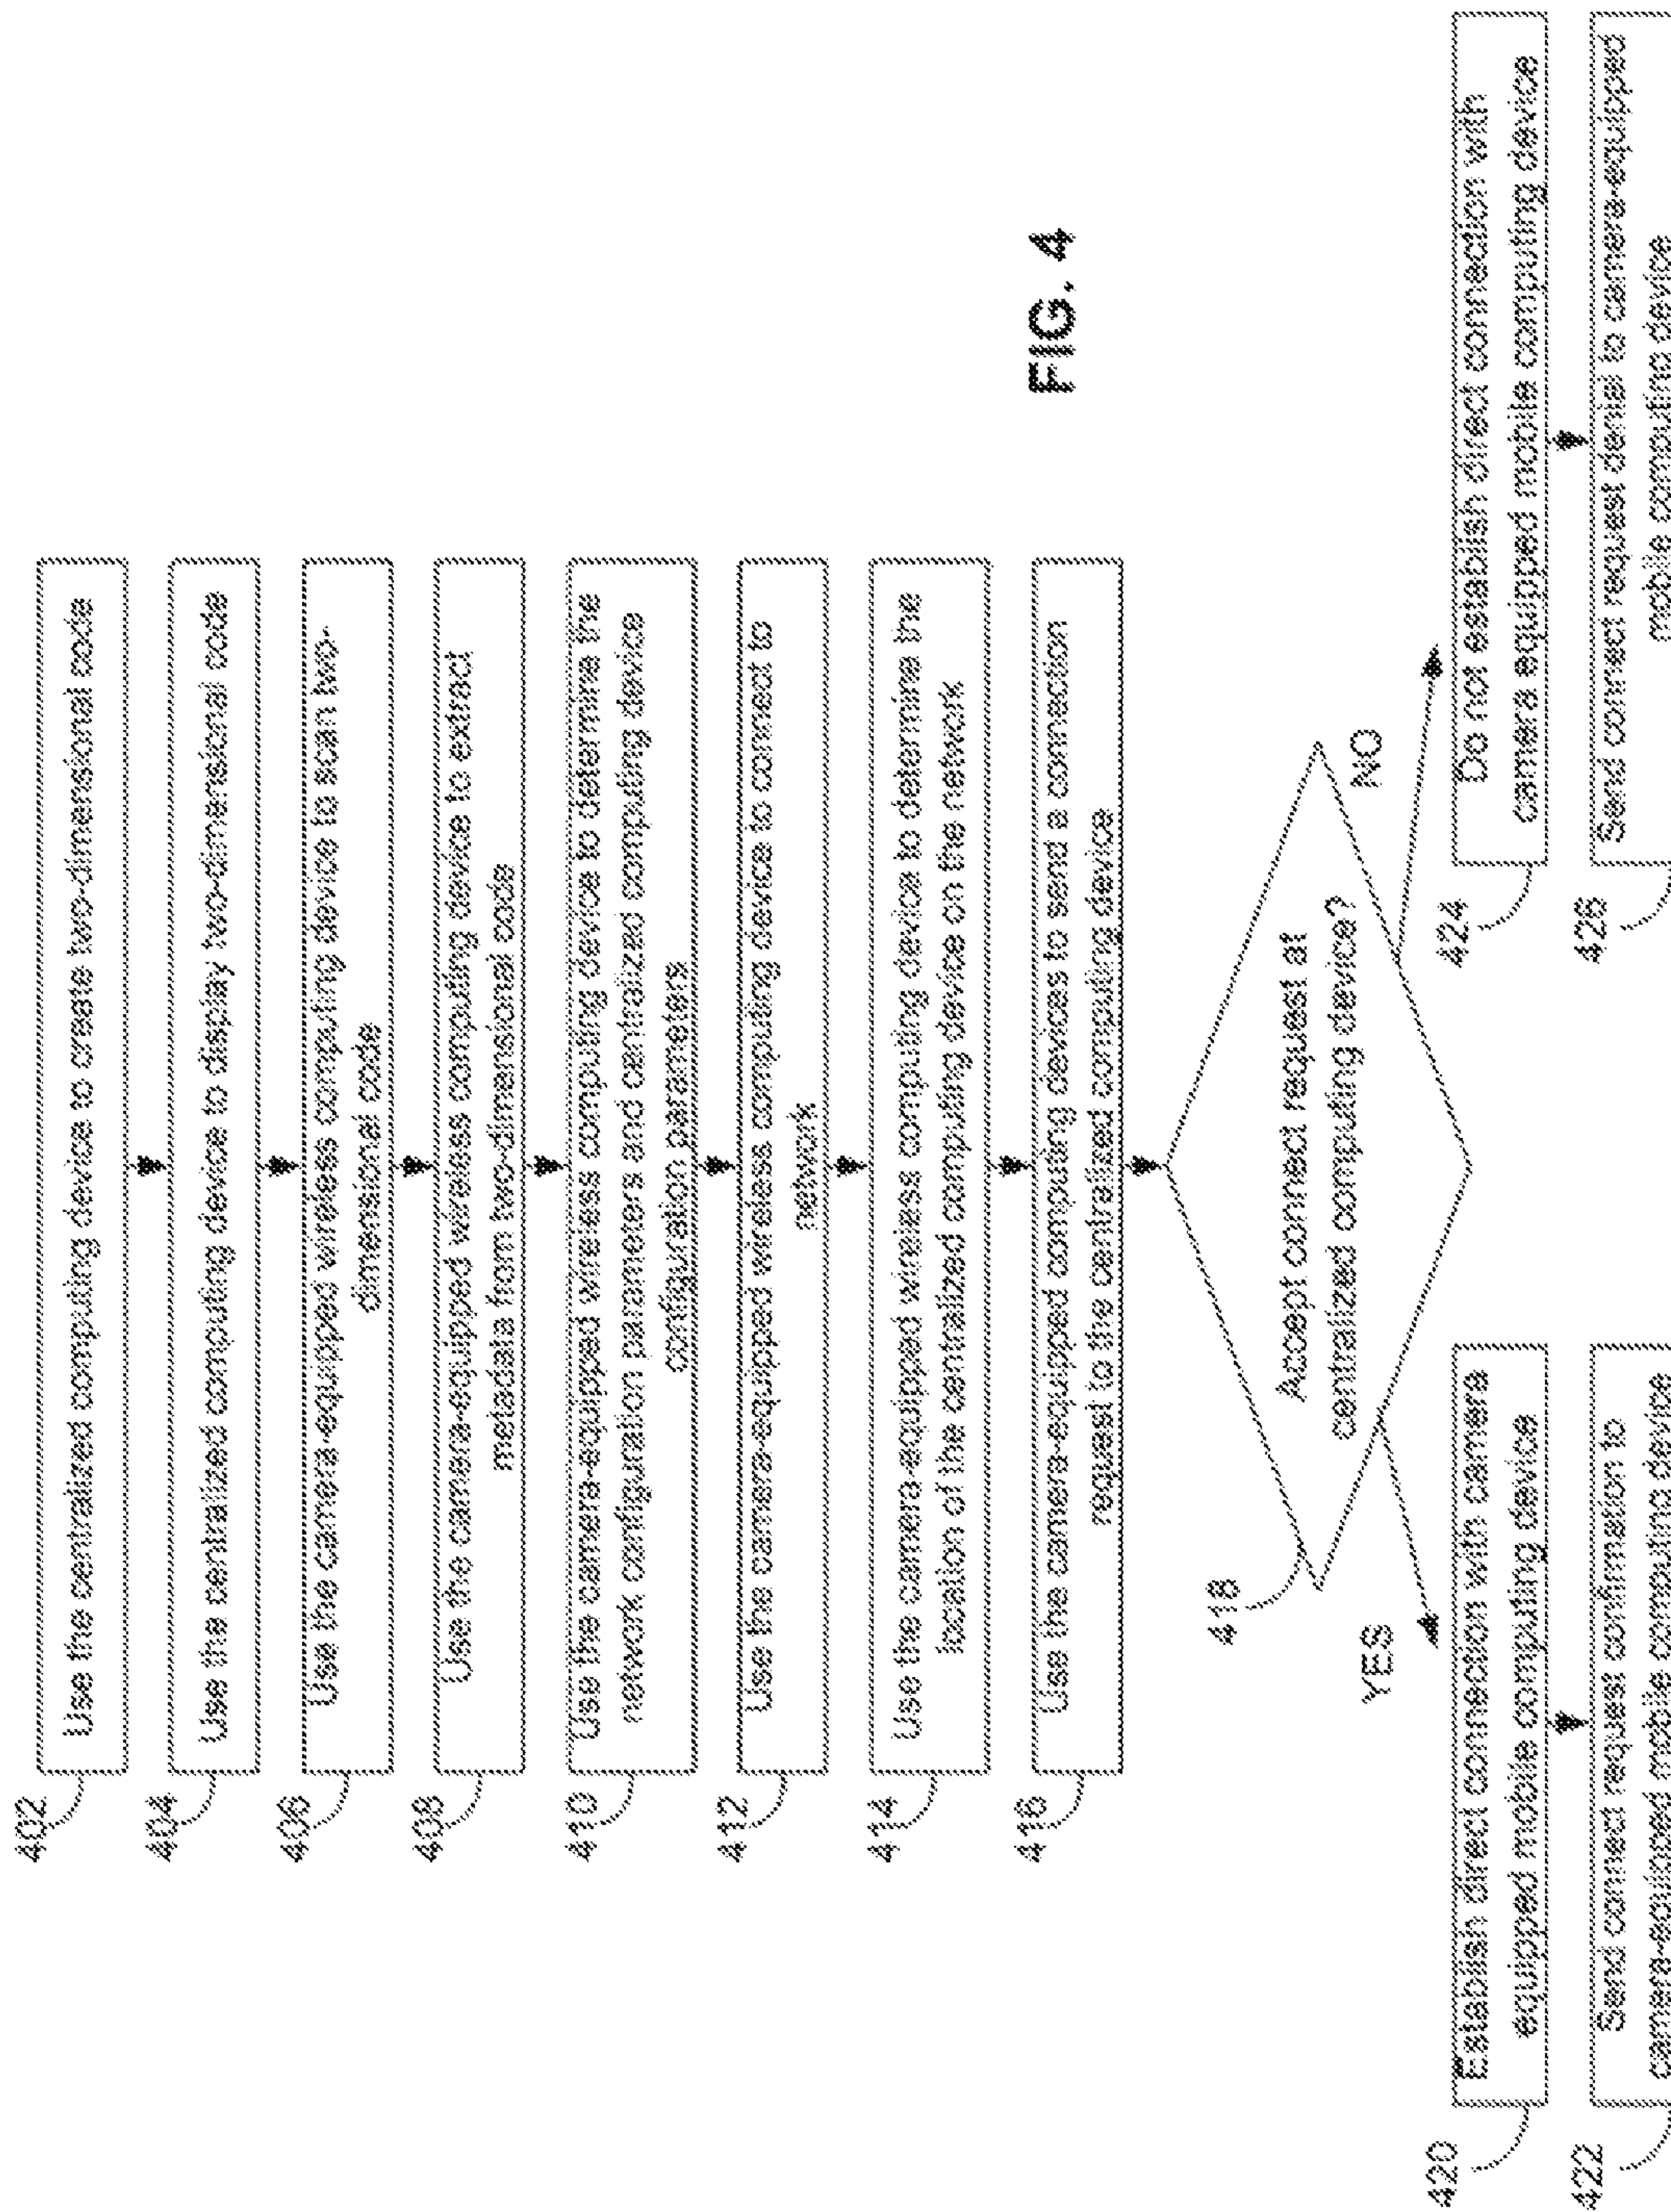 402
Use the centralized computing device to create two-dimensional code
404
Use the centralized computing device to display two-dimensional code
406
Use the camera-equipped wireless computing device to scan two-
dimensional code
408
Use the camera-equipped wireless computing device to extract
metadata from two-dimensional code
410
Use the camera-equipped wireless computing device to determine the
network configuration parameters and centralized computing device
configuration parameters
412
Use the camera-equipped wireless computing device to connect to
network
414
Use the camera-equipped wireless computing device to determine the
location of the centralized computing device on the network
416
Use the camera-equipped computing devices to send a connection
request to the centralized computing device
FIG. 4
418
Accept connect request at
centralized computing device?
YES
NO
420
Establish direct connection with camera
equipped mobile computing device
422
Send connect request confirmation to
camera-equipped mobile computing device
424
Do not establish direct connection with
camera equipped mobile computing device
426
Send connect request denial to camera-equipped
mobile computing device